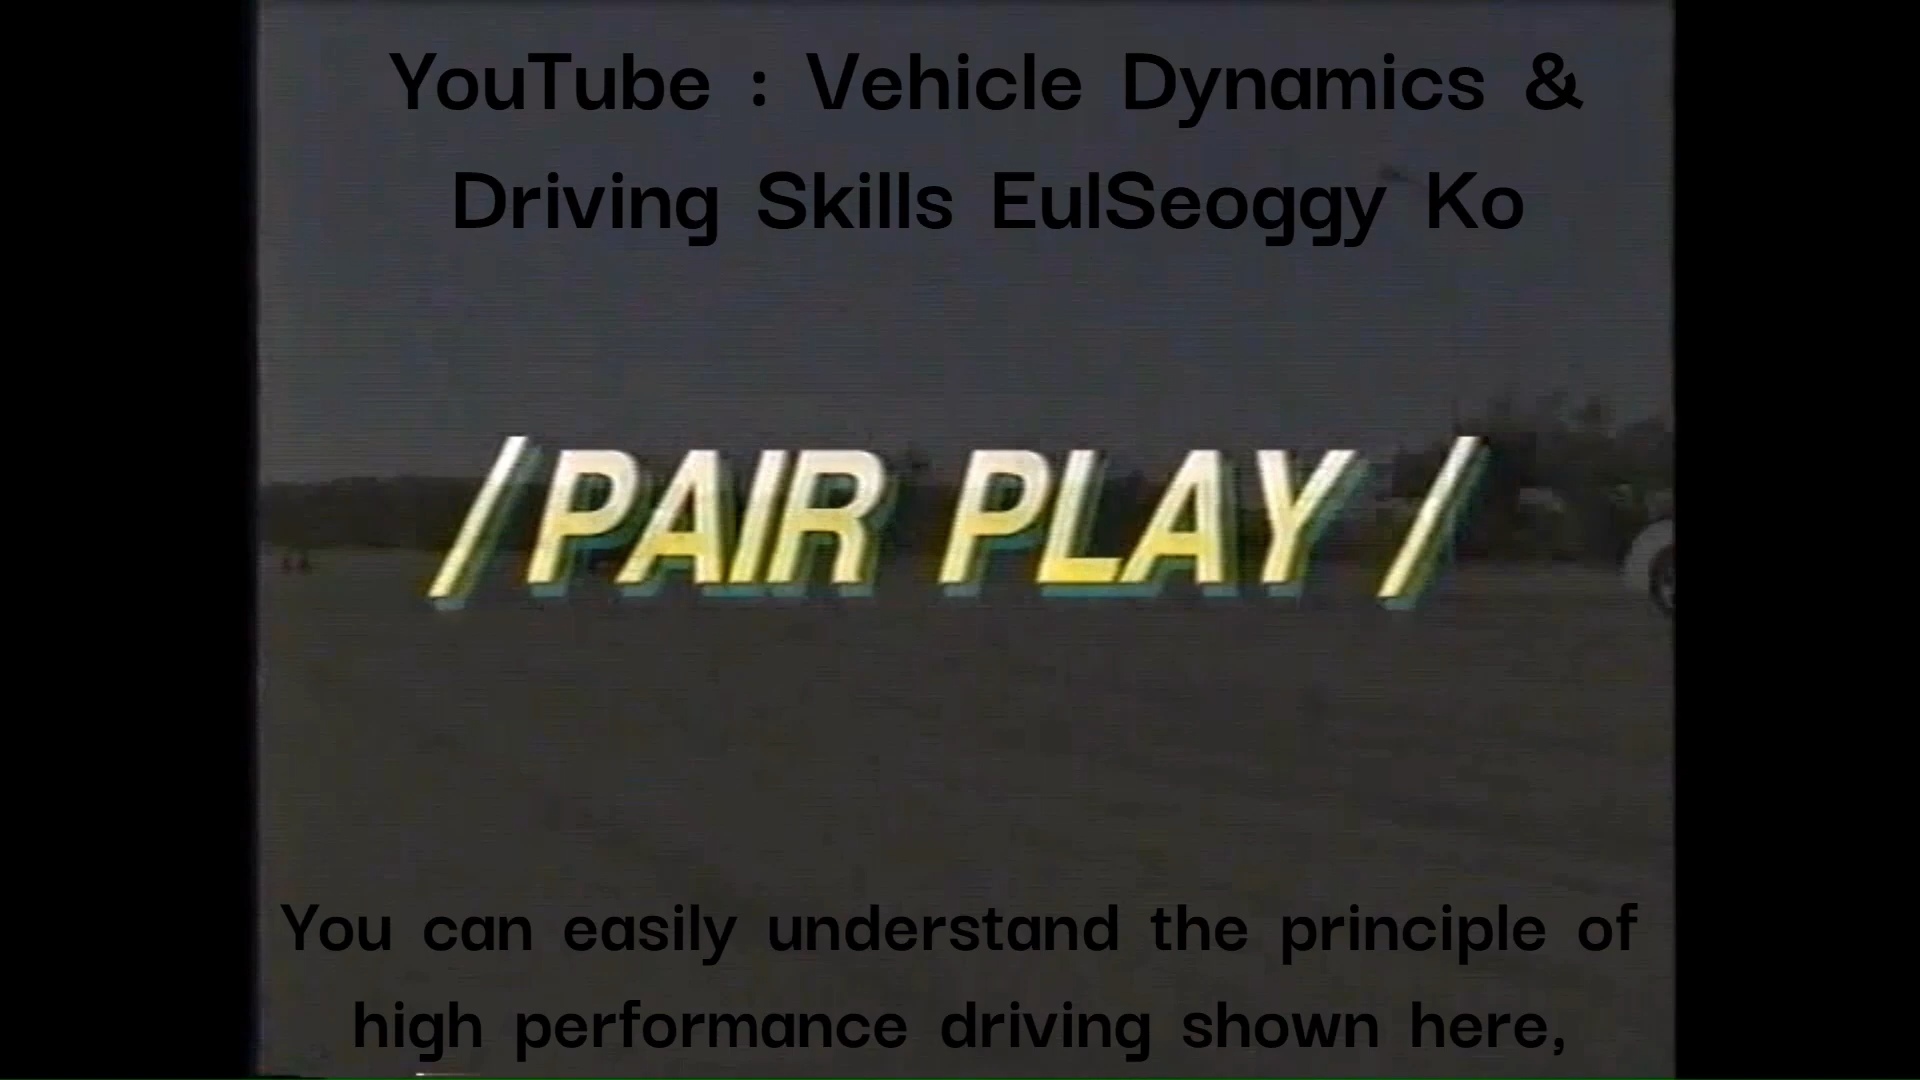 YouTube : Vehicle Dynamics &
Driving Skills EulSeoggy Ko
/ PAIR PLAY /
You can easily understand the principle of
high performance driving shown here,